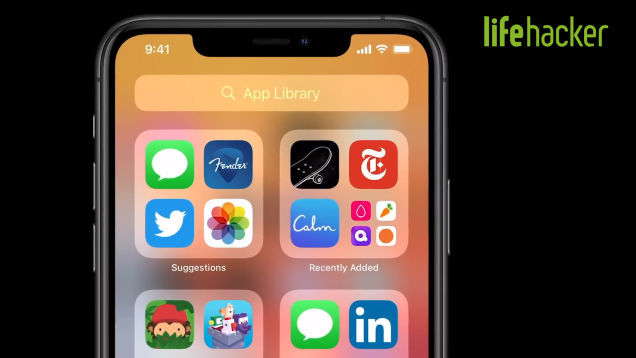 lifehacker
9:41
App Library
Fender
T
Calm
Suggestions
Recently Added
in